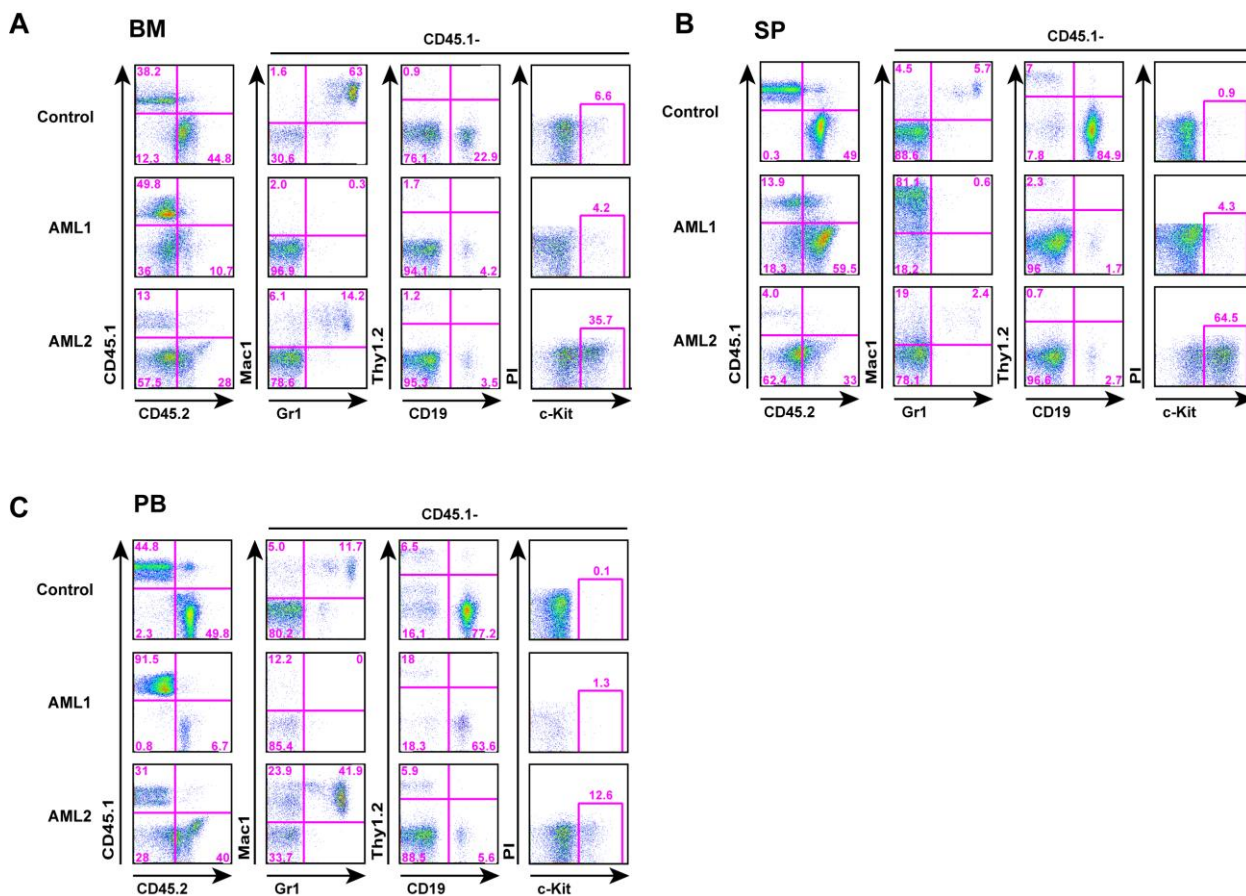 A BM
CD45.1-
Control
38.2
12.3 44.8
1.6 63
30.6
0.9
76.1 22.9
6.6
AML1
49.8
36 10.7
2.0 0.3
96.9
1.7
94.1 4.2
4.2
AML2
13
57.5 28
6.1 14.2
78.6
1.2
95.3 3.5
35.7
CD45.1
Mac1
Thy1.2
PI
CD45.2 Gr1 CD19 c-Kit
B SP
CD45.1-
Control
0.3 49
4.5 5.7
88.6
7
7.8 84.9
0.9
AML1
13.9
18.3 59.5
81.1 0.6
18.2
2.3
96 1.7
4.3
AML2
4.0
62.4 33
19 2.4
78.1
0.7
96.6 2.7
64.5
CD45.1
Mac1
Thy1.2
PI
CD45.2 Gr1 CD19 c-Kit
C PB
CD45.1-
Control
44.8
2.3 49.8
5.0 11.7
80.2
6.5
16.1 77.2
0.1
AML1
91.5
0.8 6.7
12.2 0
85.4
18
18.3 63.6
1.3
AML2
31
28 40
23.9 41.9
33.7
5.9
88.5 5.6
12.6
CD45.1
Mac1
Thy1.2
PI
CD45.2 Gr1 CD19 c-Kit